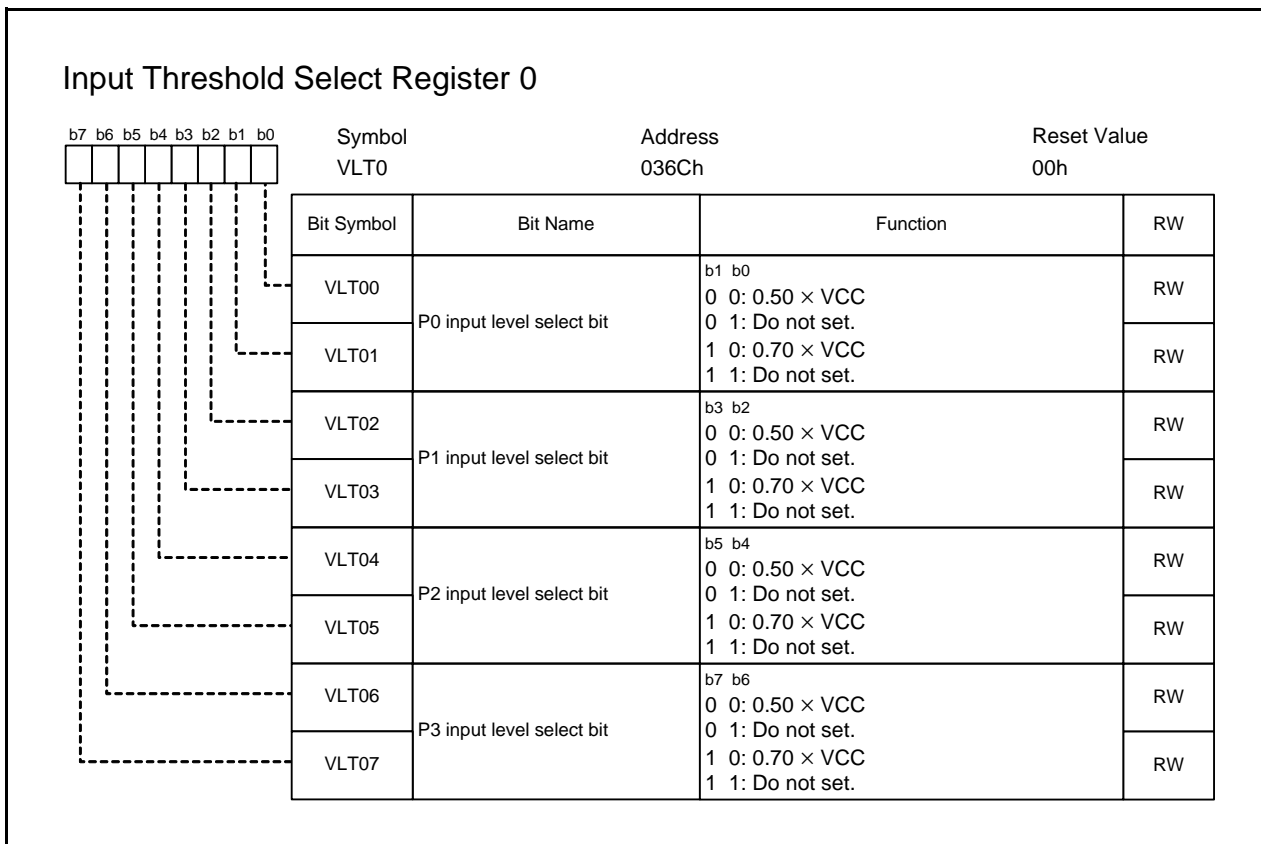 Input Threshold Select Register 0
b7 b6 b5 b4 b3 b2 b1 b0
Symbol Address Reset Value
VLT0 036Ch 00h
Bit Symbol Bit Name Function RW
VLT00 RW
VLT01 RW
P0 input level select bit
b1 b0
0 0: 0.50 × VCC
0 1: Do not set.
1 0: 0.70 × VCC
1 1: Do not set.
VLT02 RW
VLT03 RW
P1 input level select bit
b3 b2
0 0: 0.50 × VCC
0 1: Do not set.
1 0: 0.70 × VCC
1 1: Do not set.
VLT04 RW
VLT05 RW
P2 input level select bit
b5 b4
0 0: 0.50 × VCC
0 1: Do not set.
1 0: 0.70 × VCC
1 1: Do not set.
VLT06 RW
VLT07 RW
P3 input level select bit
b7 b6
0 0: 0.50 × VCC
0 1: Do not set.
1 0: 0.70 × VCC
1 1: Do not set.